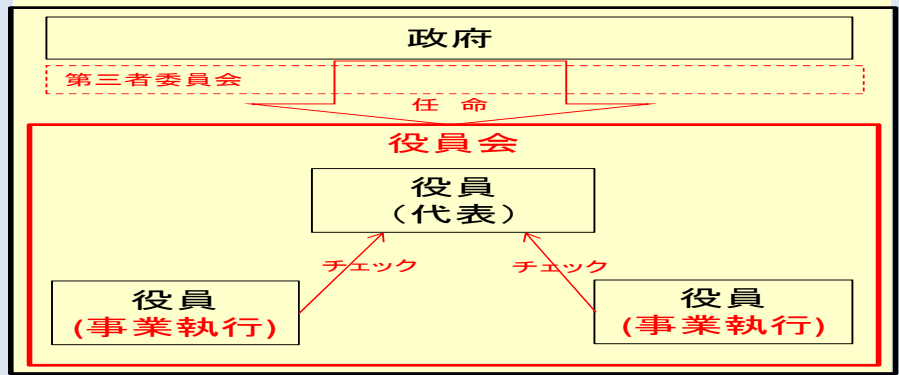 政府
第三者委員会
任 命
役員会
役員
（代表）
チェック
チェック
役員
(事業執行)
役員
(事業執行)